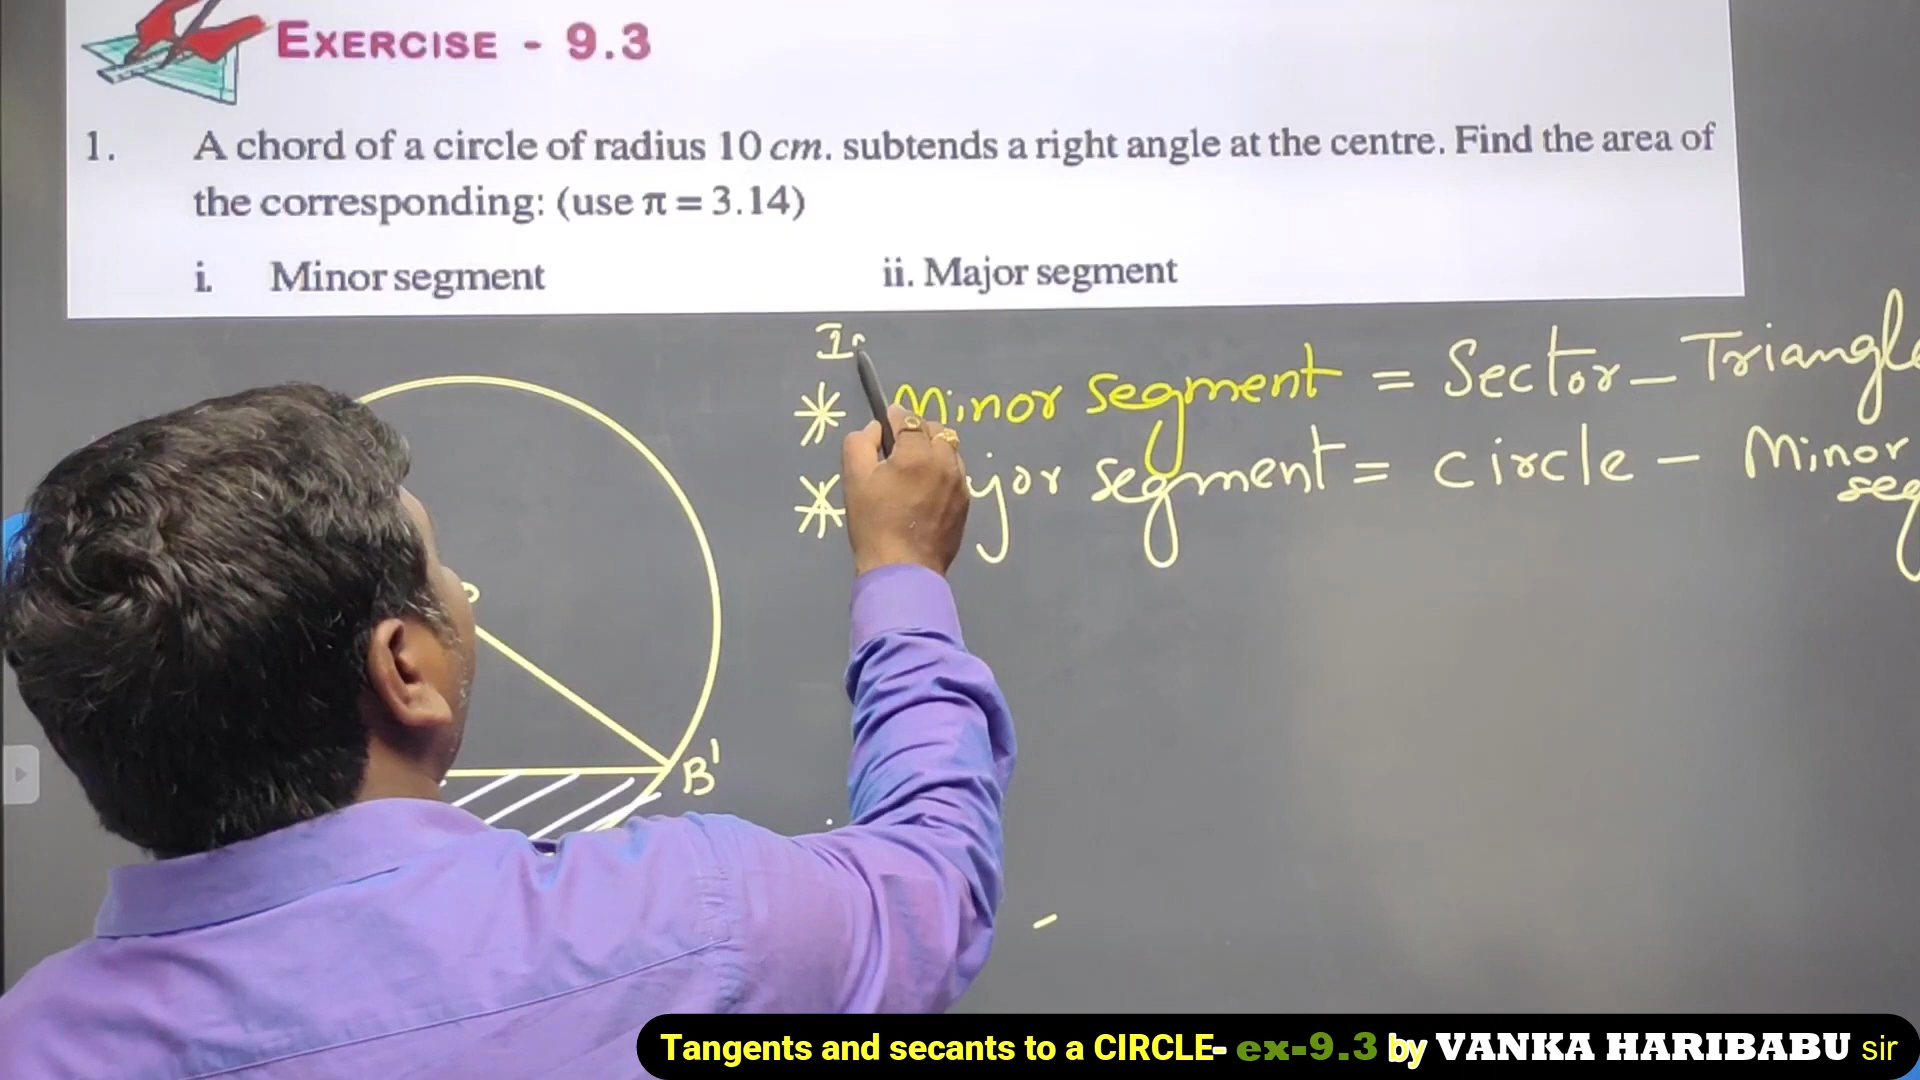 EXERCISE - 9.3
1. A chord of a circle of radius 10 cm. subtends a right angle at the centre. Find the area of
the corresponding: (use π = 3.14)
i. Minor segment ii. Major segment
* Minor segment = Sector - Triangle
* segment = circle - Minor
B'
Tangents and secants to a CIRCLE- ex-9.3 by VANKA HARIBABU sir